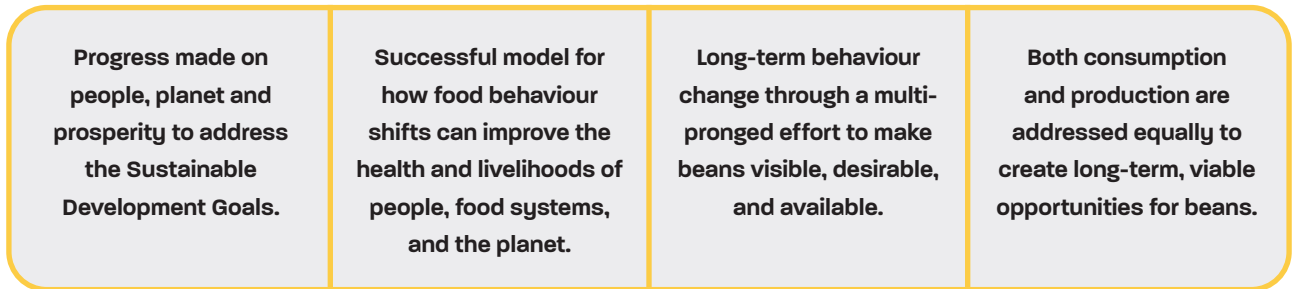 Progress made on
people, planet and
prosperity to address
the Sustainable
Development Goals.
Successful model for
how food behaviour
shifts can improve the
health and livelihoods of
people, food systems,
and the planet.
Long-term behaviour
change through a multi-
pronged effort to make
beans visible, desirable,
and available.
Both consumption
and production are
addressed equally to
create long-term, viable
opportunities for beans.